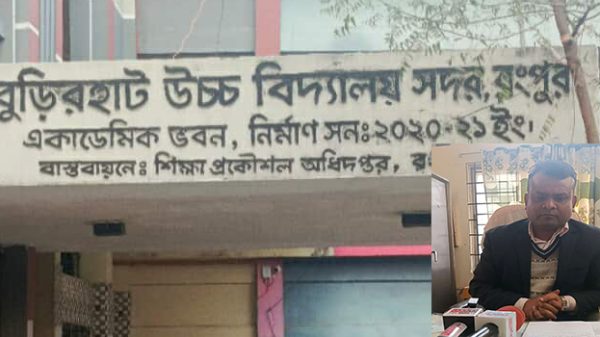 বুড়িরহাট উচ্চ বিদ্যালয় সদর, রংপুর
একাডেমিক ভবন, নির্মাণ সনঃ২০২০-২১ ইং।
বাস্তবায়নেঃ শিক্ষা প্রকৌশল অধিদপ্তর,